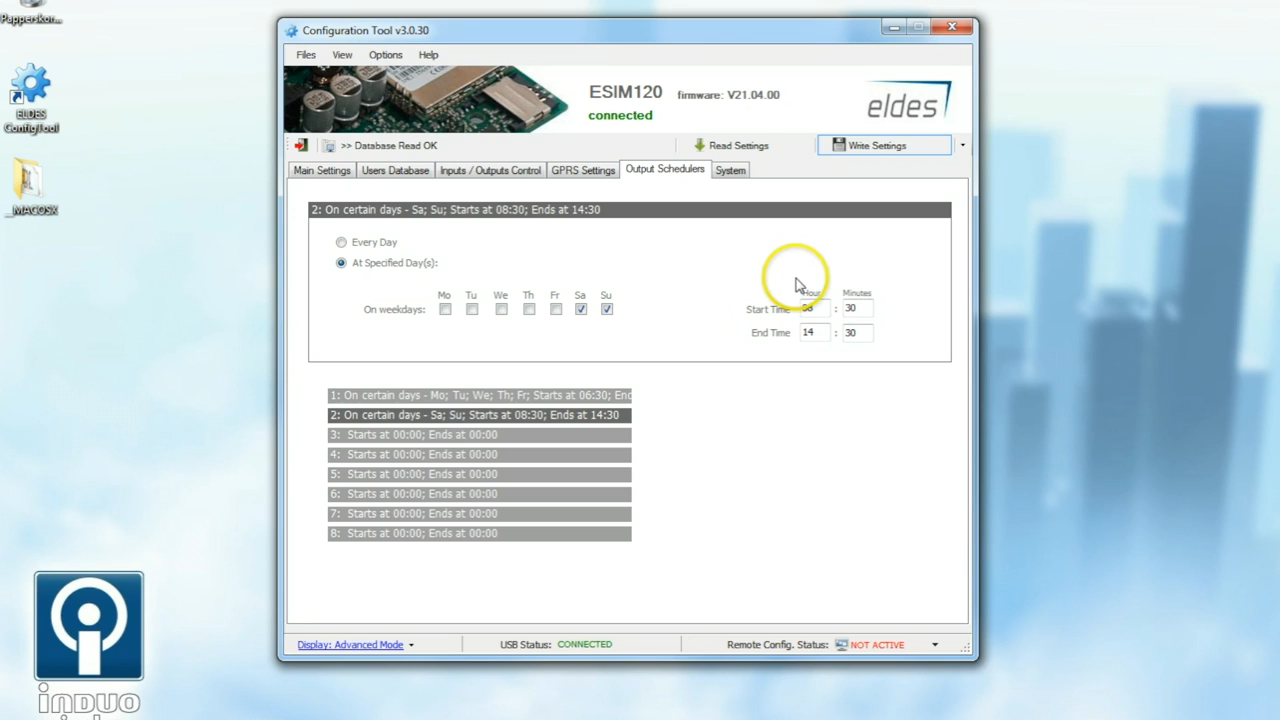 Papperskor...
ELDES
ConfigTool
__MACOSX
Configuration Tool v3.0.30
Files View Options Help
ESIM120 firmware: V21.04.00
connected
eldes
>> Database Read OK Read Settings Write Settings
Main Settings Users Database Inputs / Outputs Control GPRS Settings Output Schedulers System
2: On certain days - Sa; Su; Starts at 08:30; Ends at 14:30
Every Day
At Specified Day(s):
Mo Tu We Th Fr Sa Su Hour Minutes
On weekdays: Start Time 08 : 30
End Time 14 : 30
1: On certain days - Mo; Tu; We; Th; Fr; Starts at 06:30; End
2: On certain days - Sa; Su; Starts at 08:30; Ends at 14:30
3: Starts at 00:00; Ends at 00:00
4: Starts at 00:00; Ends at 00:00
5: Starts at 00:00; Ends at 00:00
6: Starts at 00:00; Ends at 00:00
7: Starts at 00:00; Ends at 00:00
8: Starts at 00:00; Ends at 00:00
Display: Advanced Mode USB Status: CONNECTED Remote Config. Status: NOT ACTIVE
INDUO